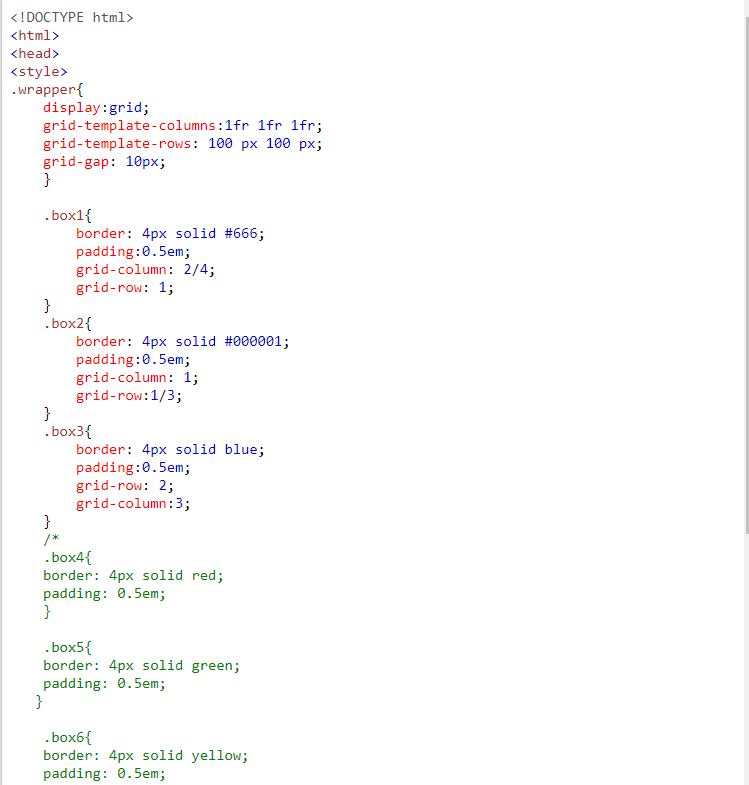 <!DOCTYPE html>
<html>
<head>
<style>
.wrapper{
    display:grid;
    grid-template-columns:1fr 1fr 1fr;
    grid-template-rows: 100 px 100 px;
    grid-gap: 10px;
    }

    .box1{
        border: 4px solid #666;
        padding:0.5em;
        grid-column: 2/4;
        grid-row: 1;
    }
    .box2{
        border: 4px solid #000001;
        padding:0.5em;
        grid-column: 1;
        grid-row:1/3;
    }
    .box3{
        border: 4px solid blue;
        padding:0.5em;
        grid-row: 2;
        grid-column:3;
    }
    /*
    .box4{
    border: 4px solid red;
    padding: 0.5em;
    }

    .box5{
    border: 4px solid green;
    padding: 0.5em;
   }

    .box6{
    border: 4px solid yellow;
    padding: 0.5em;